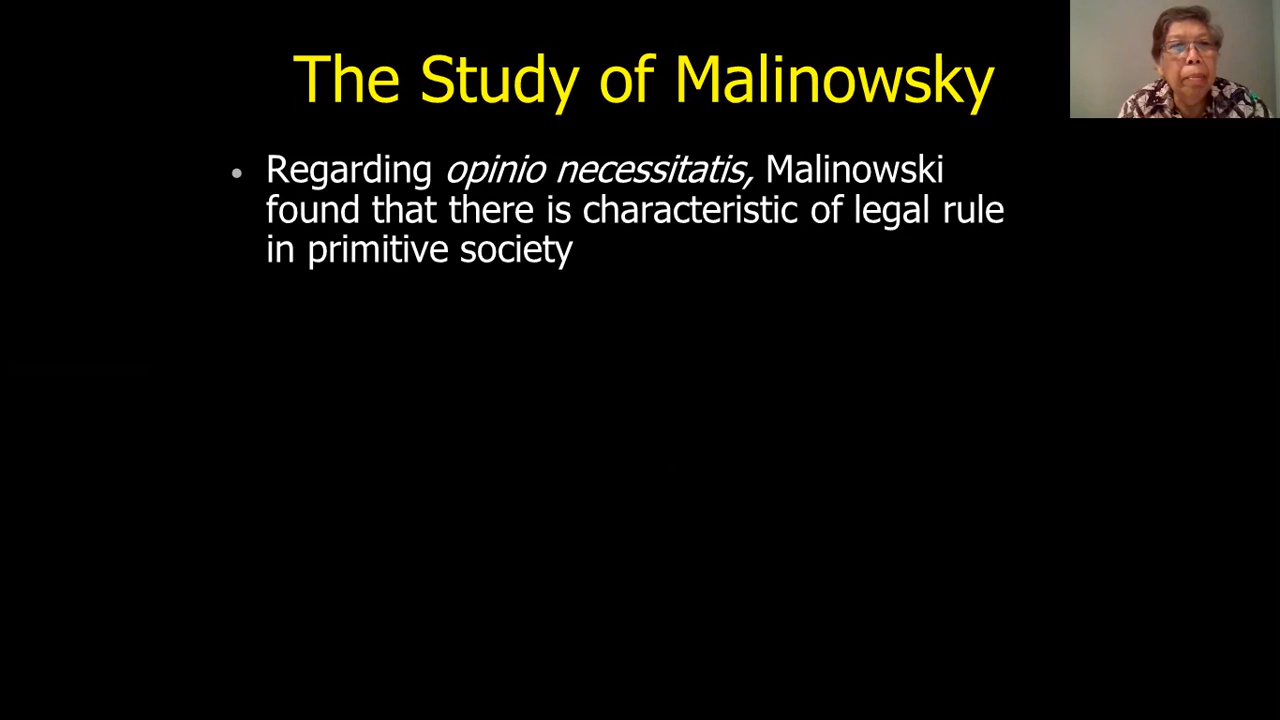 The Study of Malinowsky
• Regarding opinio necessitatis, Malinowski
found that there is characteristic of legal rule
in primitive society